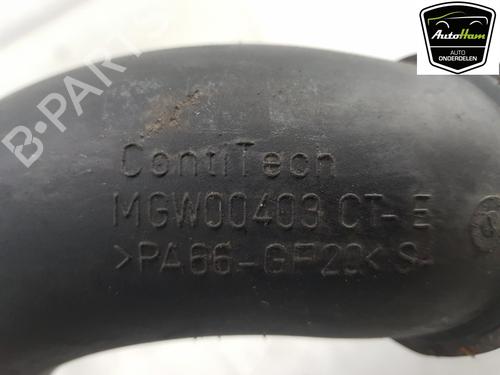 AutoHam
AUTO
ONDERDELEN
B-PARTS
ContiTech
MGW00403 CT-E
>PA66-GF20< S